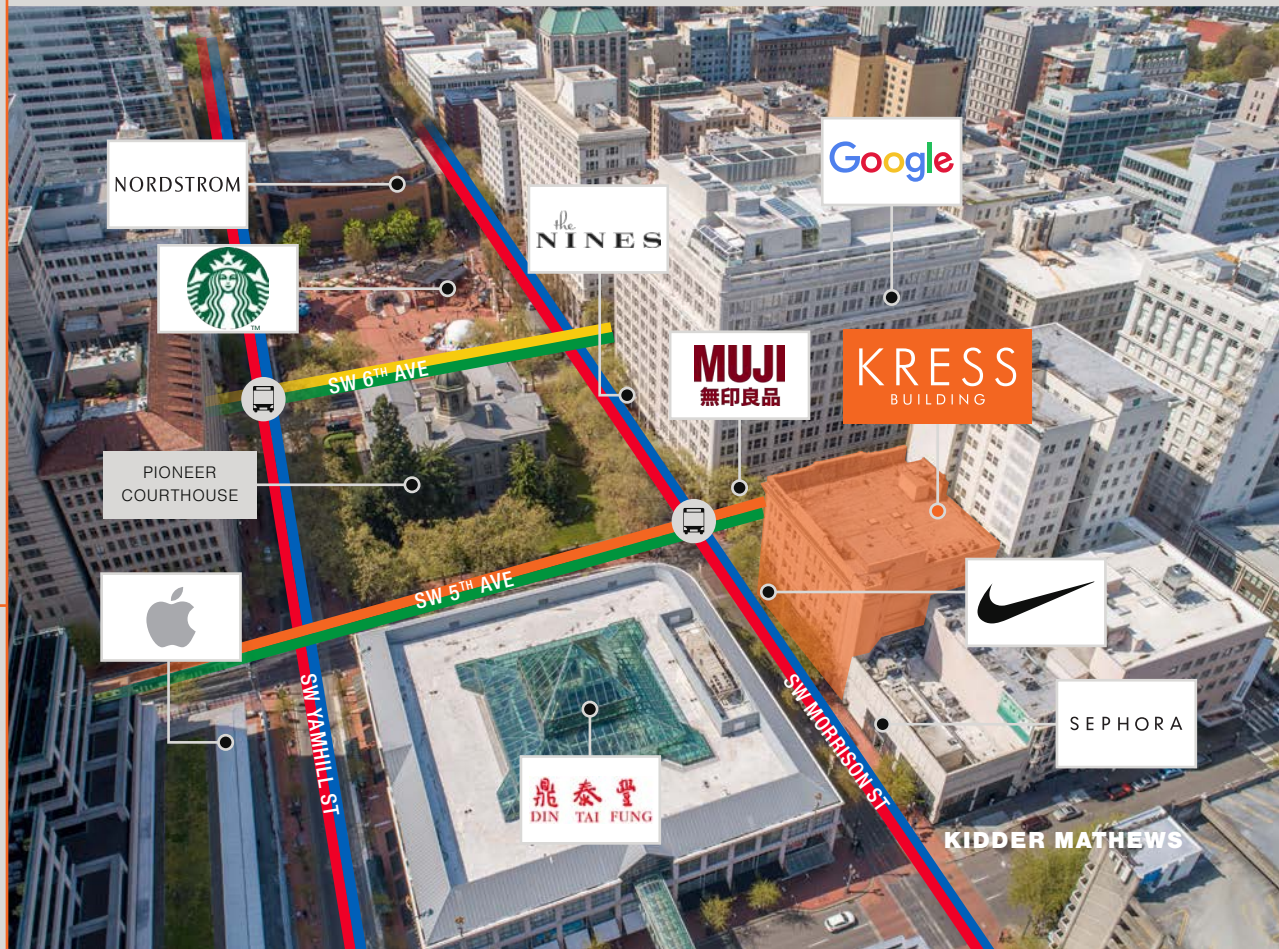 NORDSTROM
Google
the
NINES
TM
MUJI
無印良品
KRESS
BUILDING
SW 6TH AVE
PIONEER
COURTHOUSE
SW 5TH AVE
SEPHORA
SW YAMHILL ST
SW MORRISON ST
鼎泰豐
DIN TAI FUNG
KIDDER MATHEWS